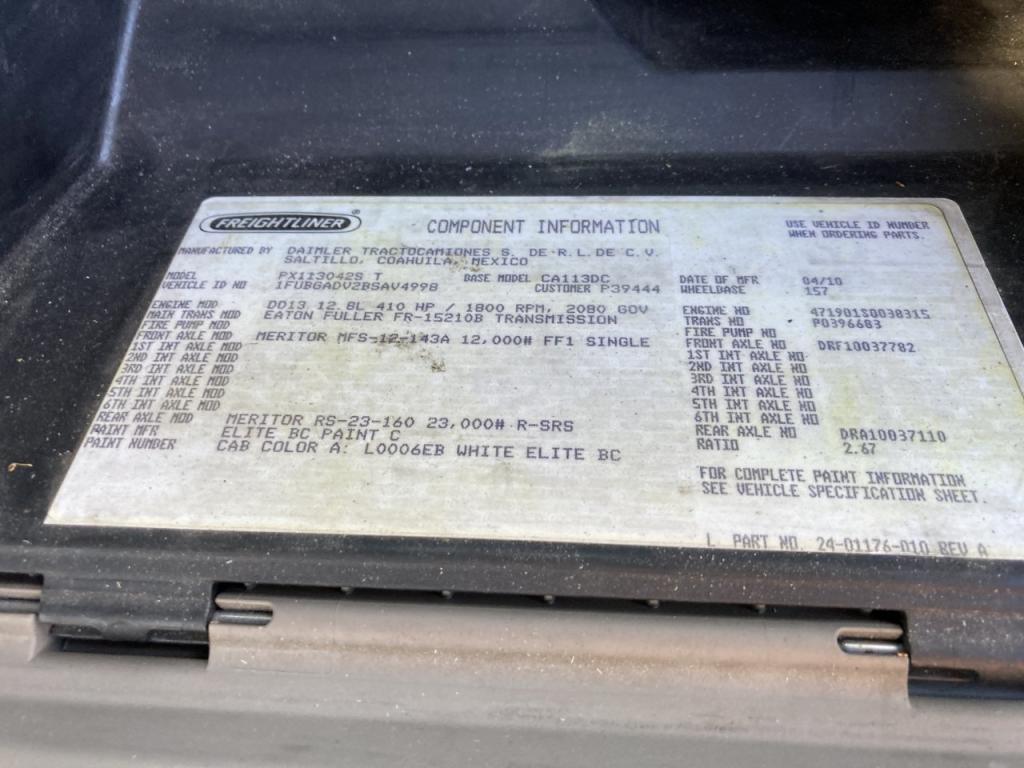 FREIGHTLINER ® COMPONENT INFORMATION USE VEHICLE ID NUMBER
WHEN ORDERING PARTS.
MANUFACTURED BY DAIMLER TRACTOCAMIONES S. DE R.L. DE C.V.
SALTILLO, COAHUILA, MEXICO
MODEL PX113042S T BASE MODEL CA113DC DATE OF MFR 04/10
VEHICLE ID NO 1FUBGADV2BSAV4998 CUSTOMER P39444 WHEELBASE 157
ENGINE MOD DD13 12.8L 410 HP / 1800 RPM, 2080 GOV ENGINE NO 471901S0038315
MAIN TRANS MOD EATON FULLER FR-15210B TRANSMISSION TRANS NO P0396683
FIRE PUMP MOD FIRE PUMP NO
FRONT AXLE MOD MERITOR MFS-12-143A 12,000# FF1 SINGLE FRONT AXLE NO DRF10037782
1ST INT AXLE MOD 1ST INT AXLE NO
2ND INT AXLE MOD 2ND INT AXLE NO
3RD INT AXLE MOD 3RD INT AXLE NO
4TH INT AXLE MOD 4TH INT AXLE NO
5TH INT AXLE MOD 5TH INT AXLE NO
6TH INT AXLE MOD 6TH INT AXLE NO
REAR AXLE MOD MERITOR RS-23-160 23,000# R-SRS REAR AXLE NO DRA10037110
PAINT MFR ELITE BC PAINT C RATIO 2.67
PAINT NUMBER CAB COLOR A: L0006EB WHITE ELITE BC
FOR COMPLETE PAINT INFORMATION
SEE VEHICLE SPECIFICATION SHEET.
L PART NO. 24-01176-010 REV A